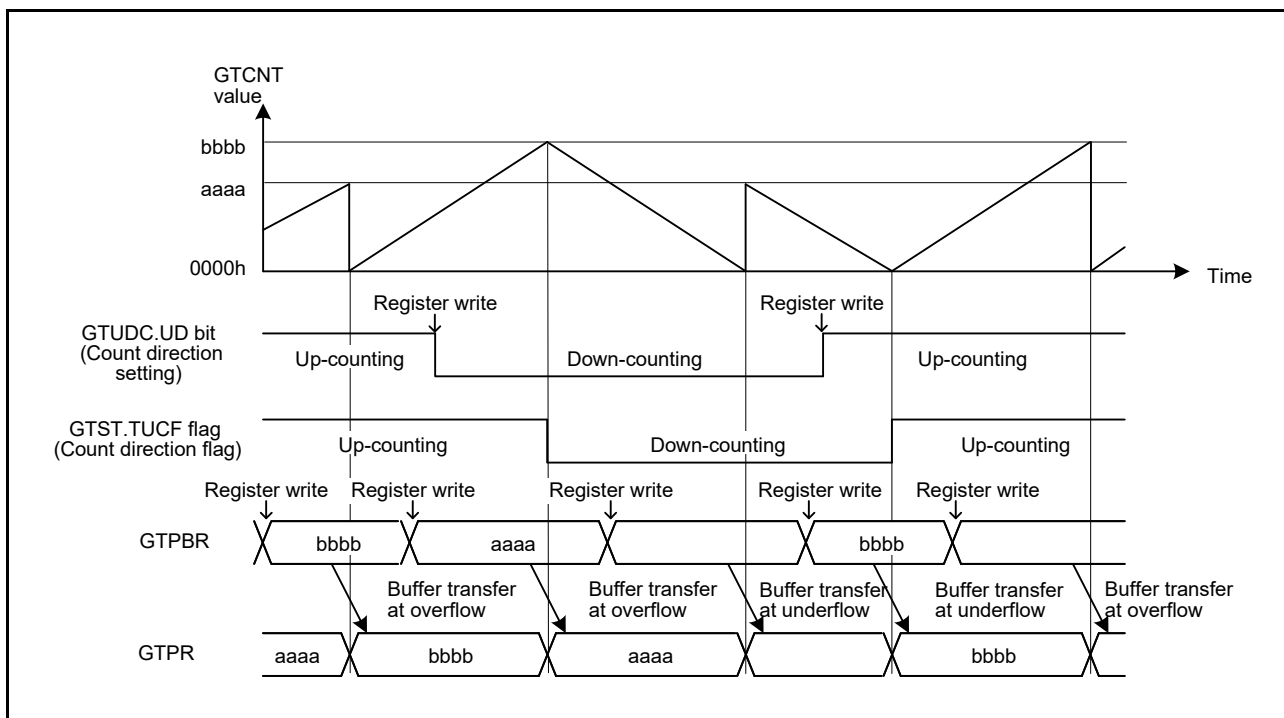 GTCNT
value
bbbb
aaaa
0000h
Time
Register write
Register write
GTUDC.UD bit
(Count direction
setting)
Up-counting
Down-counting
Up-counting
GTST.TUCF flag
(Count direction flag)
Up-counting
Down-counting
Up-counting
Register write
Register write
Register write
Register write
Register write
GTPBR
bbbb
aaaa
bbbb
Buffer transfer
at overflow
Buffer transfer
at overflow
Buffer transfer
at underflow
Buffer transfer
at underflow
Buffer transfer
at overflow
GTPR
aaaa
bbbb
aaaa
bbbb